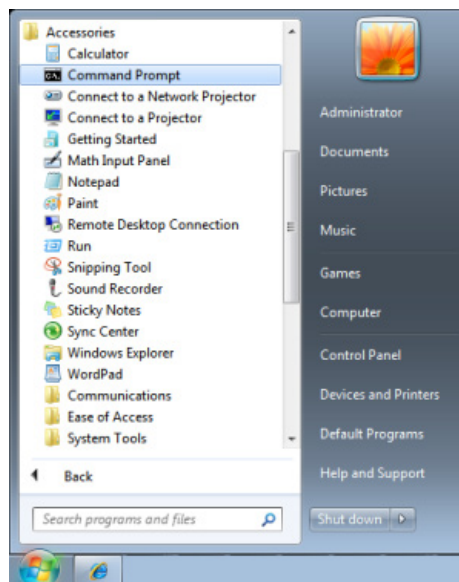 Accessories
Calculator
Command Prompt
Connect to a Network Projector
Connect to a Projector
Getting Started
Math Input Panel
Notepad
Paint
Remote Desktop Connection
Run
Snipping Tool
Sound Recorder
Sticky Notes
Sync Center
Windows Explorer
WordPad
Communications
Ease of Access
System Tools
Back
Search programs and files
Administrator
Documents
Pictures
Music
Games
Computer
Control Panel
Devices and Printers
Default Programs
Help and Support
Shut down